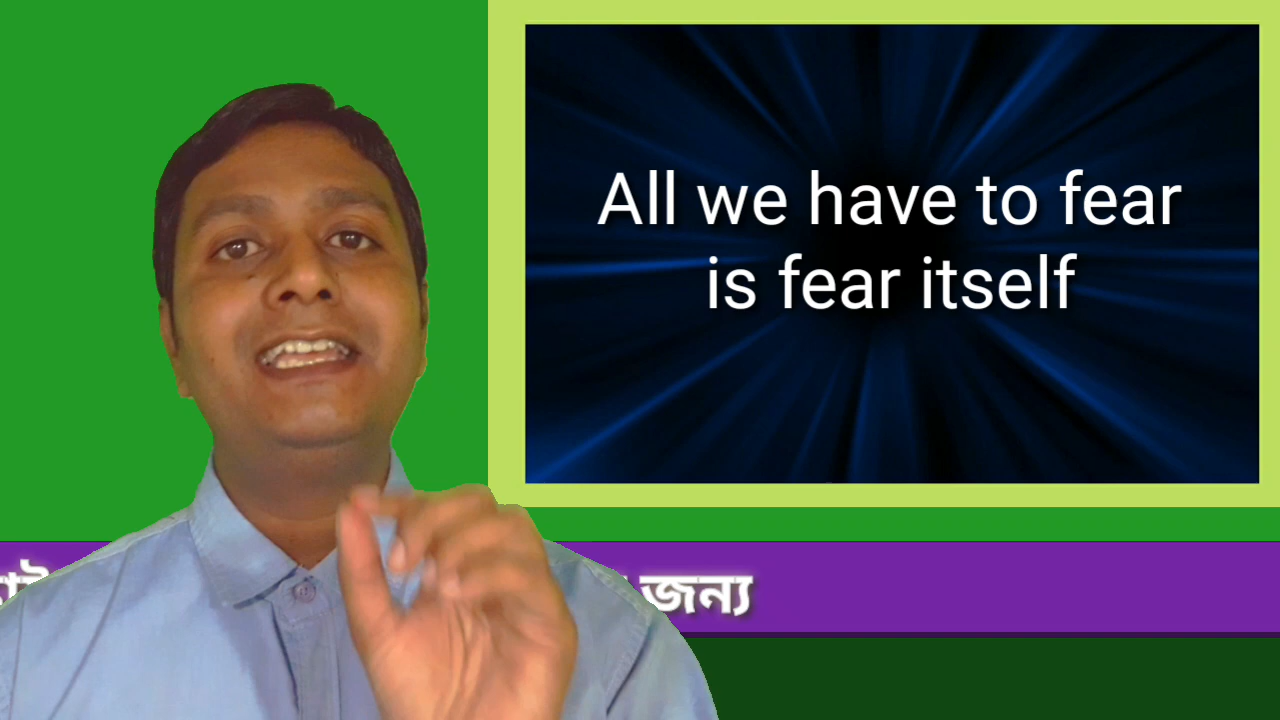 All we have to fear
is fear itself
জন্য